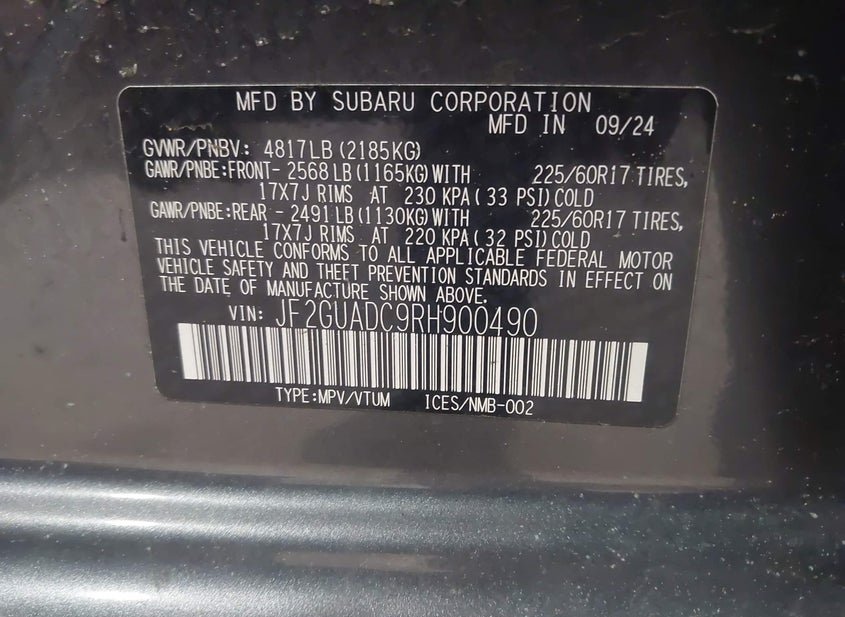 MFD BY SUBARU CORPORATION
MFD IN 09/24
GVWR/PNBV: 4817LB (2185KG)
GAWR/PNBE:FRONT- 2568 LB (1165KG) WITH 225/60R17 TIRES,
17X7J RIMS AT 230 KPA( 33 PSI) COLD
GAWR/PNBE:REAR - 2491 LB (1130KG) WITH 225/60R17 TIRES,
17X7J RIMS AT 220 KPA( 32 PSI) COLD
THIS VEHICLE CONFORMS TO ALL APPLICABLE FEDERAL MOTOR
VEHICLE SAFETY AND THEFT PREVENTION STANDARDS IN EFFECT ON
THE DATE OF MANUFACTURE SHOWN ABOVE.
VIN: JF2GUADC9RH900490
TYPE:MPV/VTUM ICES/NMB-002